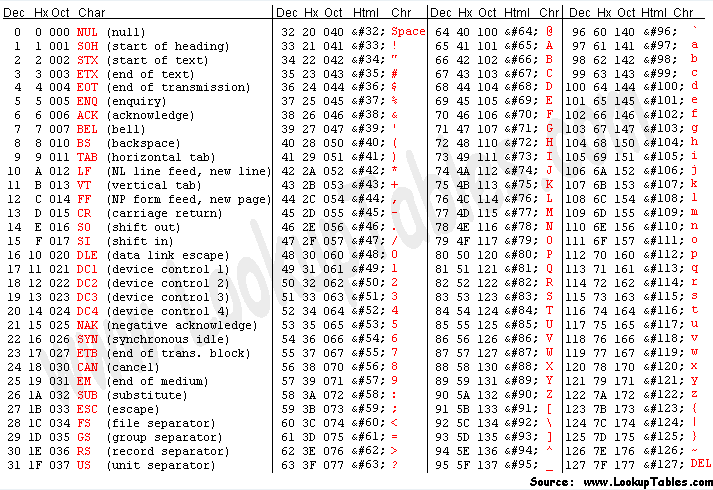 Dec Hx Oct Char Dec Hx Oct Html Chr Dec Hx Oct Html Chr Dec Hx Oct Html Chr
0 0 000 NUL (null) 32 20 040 &#32; Space 64 40 100 &#64; @ 96 60 140 &#96; `
1 1 001 SOH (start of heading) 33 21 041 &#33; ! 65 41 101 &#65; A 97 61 141 &#97; a
2 2 002 STX (start of text) 34 22 042 &#34; " 66 42 102 &#66; B 98 62 142 &#98; b
3 3 003 ETX (end of text) 35 23 043 &#35; # 67 43 103 &#67; C 99 63 143 &#99; c
4 4 004 EOT (end of transmission) 36 24 044 &#36; $ 68 44 104 &#68; D 100 64 144 &#100; d
5 5 005 ENQ (enquiry) 37 25 045 &#37; % 69 45 105 &#69; E 101 65 145 &#101; e
6 6 006 ACK (acknowledge) 38 26 046 &#38; & 70 46 106 &#70; F 102 66 146 &#102; f
7 7 007 BEL (bell) 39 27 047 &#39; ' 71 47 107 &#71; G 103 67 147 &#103; g
8 8 010 BS (backspace) 40 28 050 &#40; ( 72 48 110 &#72; H 104 68 150 &#104; h
9 9 011 TAB (horizontal tab) 41 29 051 &#41; ) 73 49 111 &#73; I 105 69 151 &#105; i
10 A 012 LF (NL line feed, new line) 42 2A 052 &#42; * 74 4A 112 &#74; J 106 6A 152 &#106; j
11 B 013 VT (vertical tab) 43 2B 053 &#43; + 75 4B 113 &#75; K 107 6B 153 &#107; k
12 C 014 FF (NP form feed, new page) 44 2C 054 &#44; , 76 4C 114 &#76; L 108 6C 154 &#108; l
13 D 015 CR (carriage return) 45 2D 055 &#45; - 77 4D 115 &#77; M 109 6D 155 &#109; m
14 E 016 SO (shift out) 46 2E 056 &#46; . 78 4E 116 &#78; N 110 6E 156 &#110; n
15 F 017 SI (shift in) 47 2F 057 &#47; / 79 4F 117 &#79; O 111 6F 157 &#111; o
16 10 020 DLE (data link escape) 48 30 060 &#48; 0 80 50 120 &#80; P 112 70 160 &#112; p
17 11 021 DC1 (device control 1) 49 31 061 &#49; 1 81 51 121 &#81; Q 113 71 161 &#113; q
18 12 022 DC2 (device control 2) 50 32 062 &#50; 2 82 52 122 &#82; R 114 72 162 &#114; r
19 13 023 DC3 (device control 3) 51 33 063 &#51; 3 83 53 123 &#83; S 115 73 163 &#115; s
20 14 024 DC4 (device control 4) 52 34 064 &#52; 4 84 54 124 &#84; T 116 74 164 &#116; t
21 15 025 NAK (negative acknowledge) 53 35 065 &#53; 5 85 55 125 &#85; U 117 75 165 &#117; u
22 16 026 SYN (synchronous idle) 54 36 066 &#54; 6 86 56 126 &#86; V 118 76 166 &#118; v
23 17 027 ETB (end of trans. block) 55 37 067 &#55; 7 87 57 127 &#87; W 119 77 167 &#119; w
24 18 030 CAN (cancel) 56 38 070 &#56; 8 88 58 130 &#88; X 120 78 170 &#120; x
25 19 031 EM (end of medium) 57 39 071 &#57; 9 89 59 131 &#89; Y 121 79 171 &#121; y
26 1A 032 SUB (substitute) 58 3A 072 &#58; : 90 5A 132 &#90; Z 122 7A 172 &#122; z
27 1B 033 ESC (escape) 59 3B 073 &#59; ; 91 5B 133 &#91; [ 123 7B 173 &#123; {
28 1C 034 FS (file separator) 60 3C 074 &#60; < 92 5C 134 &#92; \ 124 7C 174 &#124; |
29 1D 035 GS (group separator) 61 3D 075 &#61; = 93 5D 135 &#93; ] 125 7D 175 &#125; }
30 1E 036 RS (record separator) 62 3E 076 &#62; > 94 5E 136 &#94; ^ 126 7E 176 &#126; ~
31 1F 037 US (unit separator) 63 3F 077 &#63; ? 95 5F 137 &#95; _ 127 7F 177 &#127; DEL
Source: www.LookupTables.com
www.LookupTables.com